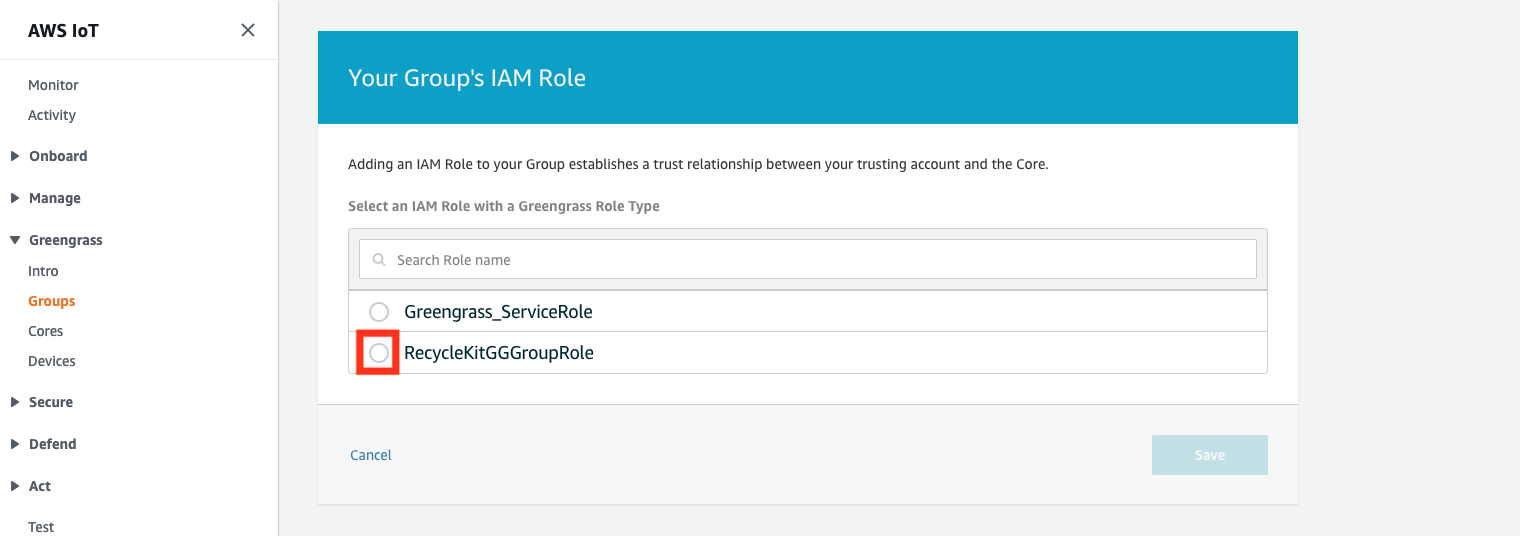 AWS IoT
Monitor
Activity
Onboard
Manage
Greengrass
Intro
Groups
Cores
Devices
Secure
Defend
Act
Test
Your Group's IAM Role
Adding an IAM Role to your Group establishes a trust relationship between your trusting account and the Core.
Select an IAM Role with a Greengrass Role Type
Search Role name
Greengrass_ServiceRole
RecycleKitGGGroupRole
Cancel
Save